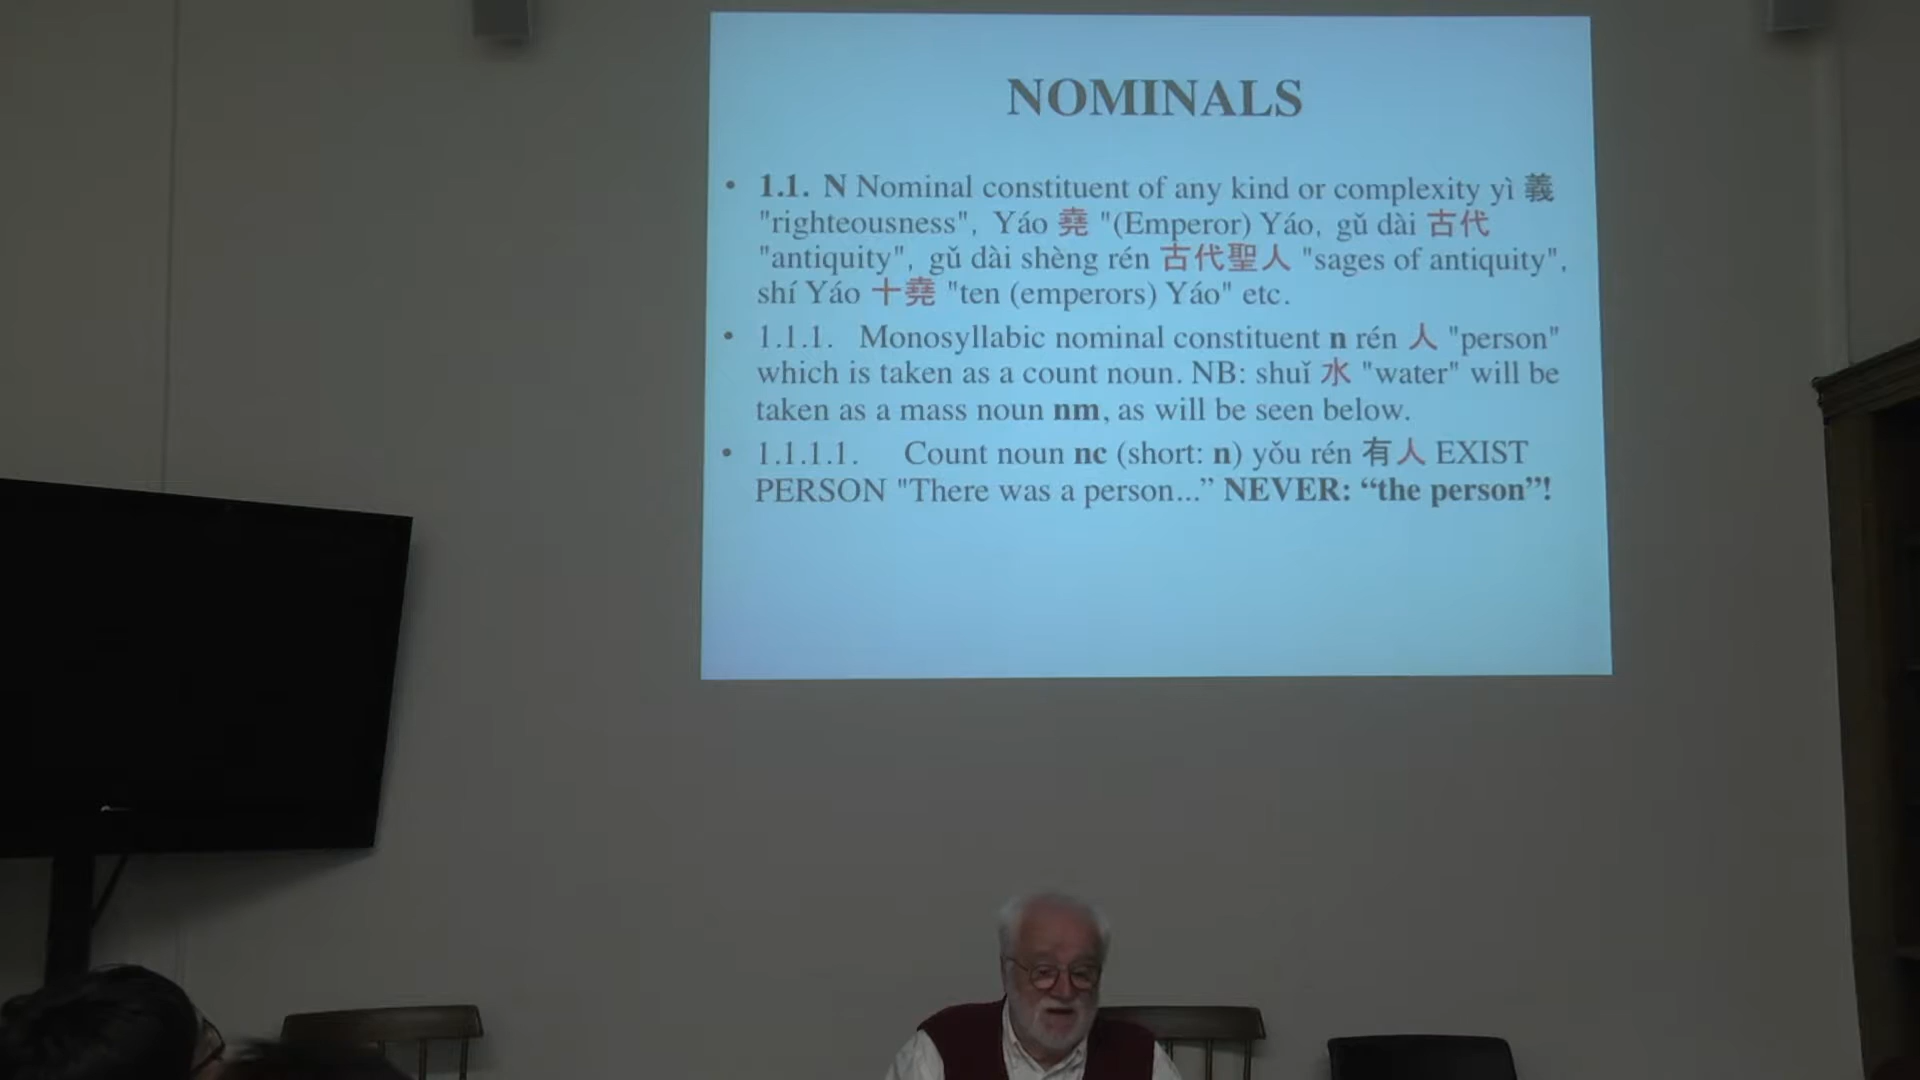 NOMINALS
• 1.1. N Nominal constituent of any kind or complexity yì 義
"righteousness", Yáo 堯 "(Emperor) Yáo, gǔ dài 古代
"antiquity", gǔ dài shèng rén 古代聖人 "sages of antiquity",
shí Yáo 十堯 "ten (emperors) Yáo" etc.
• 1.1.1. Monosyllabic nominal constituent n rén 人 "person"
which is taken as a count noun. NB: shuǐ 水 "water" will be
taken as a mass noun nm, as will be seen below.
• 1.1.1.1. Count noun nc (short: n) yǒu rén 有人 EXIST
PERSON "There was a person...” NEVER: “the person”!